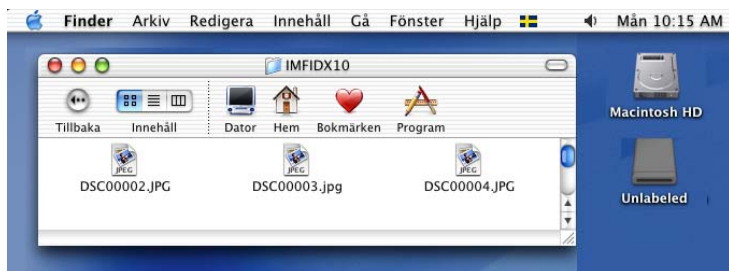 Finder Arkiv Redigera Innehåll Gå Fönster Hjälp Mån 10:15 AM
IMFIDX10
Tillbaka Innehåll Dator Hem Bokmärken Program
JPEG JPEG JPEG
DSC00002.JPG DSC00003.jpg DSC00004.JPG
Macintosh HD
Unlabeled